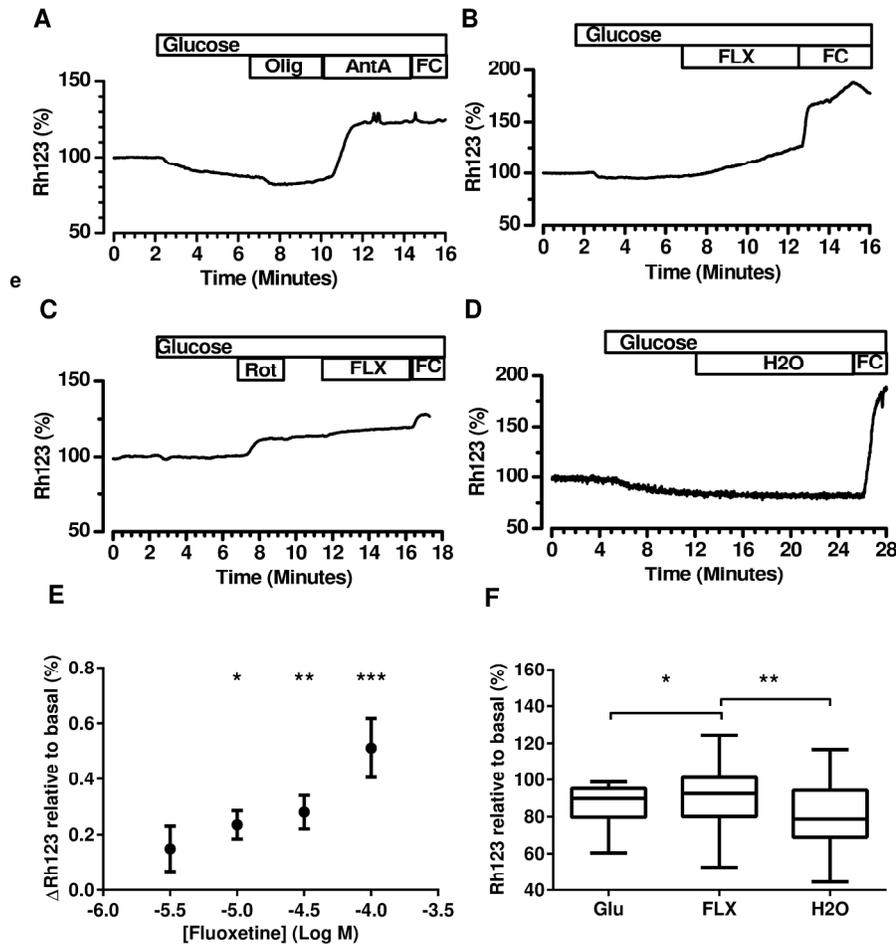 A
Glucose
Olig AntA FC
Rh123 (%)
150
100
50
0 2 4 6 8 10 12 14 16
Time (Minutes)
B
Glucose
FLX FC
Rh123 (%)
200
150
100
50
0 2 4 6 8 10 12 14 16
Time (Minutes)
e
C
Glucose
Rot FLX FC
Rh123 (%)
150
100
50
0 2 4 6 8 10 12 14 16 18
Time (Minutes)
D
Glucose
H2O FC
Rh123 (%)
200
150
100
50
0 4 8 12 16 20 24 28
Time (Minutes)
E
ΔRh123 relative to basal (%)
0.8
0.6
0.4
0.2
0.0
* ** ***
-6.0 -5.5 -5.0 -4.5 -4.0 -3.5
[Fluoxetine] (Log M)
F
Rh123 relative to basal (%)
160
140
120
100
80
60
40
* **
Glu FLX H2O